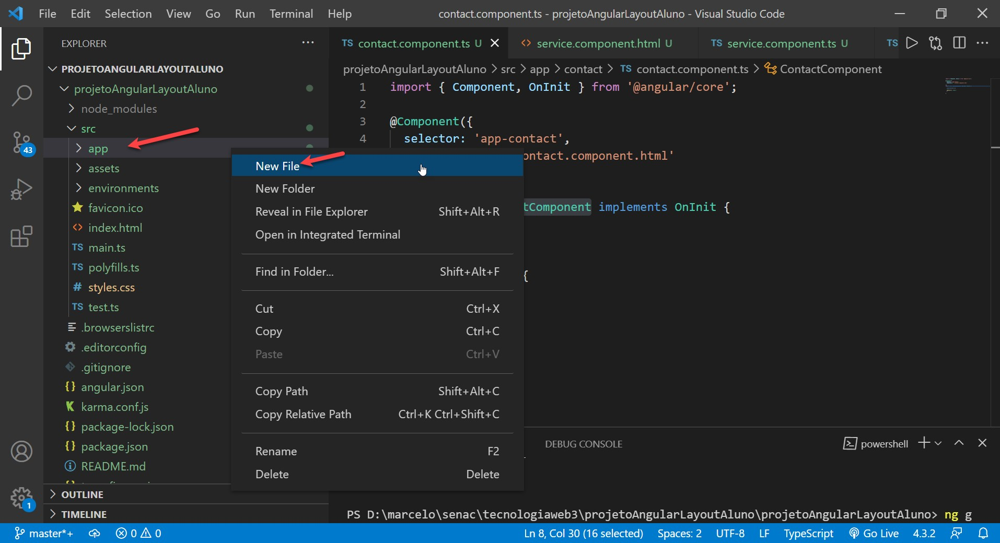 File Edit Selection View Go Run Terminal Help
contact.component.ts - projetoAngularLayoutAluno - Visual Studio Code
EXPLORER
PROJETOANGULARLAYOUTALUNO
projetoAngularLayoutAluno
node_modules
src
app
assets
environments
favicon.ico
index.html
TS main.ts
TS polyfills.ts
# styles.css
TS test.ts
.browserslistrc
.editorconfig
.gitignore
{} angular.json
karma.conf.js
{} package-lock.json
{} package.json
README.md
OUTLINE
TIMELINE
43
1
TS contact.component.ts U
<> service.component.html U
TS service.component.ts U
TS
projetoAngularLayoutAluno > src > app > contact > TS contact.component.ts > ContactComponent
1 import { Component, OnInit } from '@angular/core';
2
3 @Component({
4 selector: 'app-contact',
ontact.component.html'
tComponent implements OnInit {
{
New File
New Folder
Reveal in File Explorer Shift+Alt+R
Open in Integrated Terminal
Find in Folder... Shift+Alt+F
Cut Ctrl+X
Copy Ctrl+C
Paste Ctrl+V
Copy Path Shift+Alt+C
Copy Relative Path Ctrl+K Ctrl+Shift+C
Rename F2
Delete Delete
DEBUG CONSOLE
powershell
PS D:\marcelo\senac\tecnologiaweb3\projetoAngularLayoutAluno\projetoAngularLayoutAluno> ng g
master*+ 0 0
Ln 8, Col 30 (16 selected) Spaces: 2 UTF-8 LF TypeScript Go Live 4.3.2